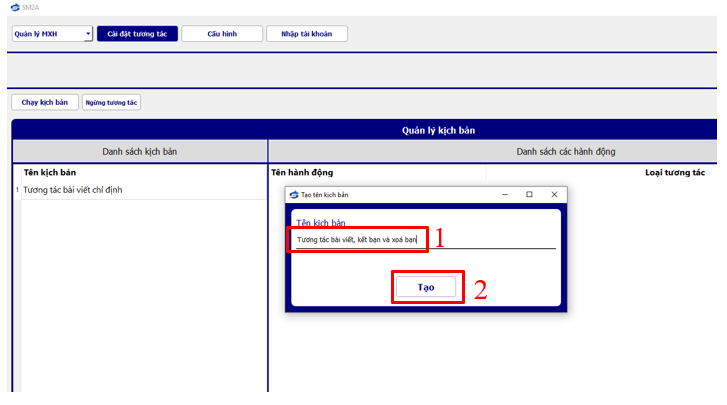 SM2A
Quản lý MXH
Cài đặt tương tác
Cấu hình
Nhập tài khoản
Chạy kịch bản
Ngừng tương tác
Quản lý kịch bản
Danh sách kịch bản
Danh sách các hành động
Tên kịch bản
Tên hành động
Loại tương tác
1 Tương tác bài viết chỉ định
Tạo tên kịch bản
Tên kịch bản
Tương tác bài viết, kết bạn và xoá bạn
1
Tạo
2